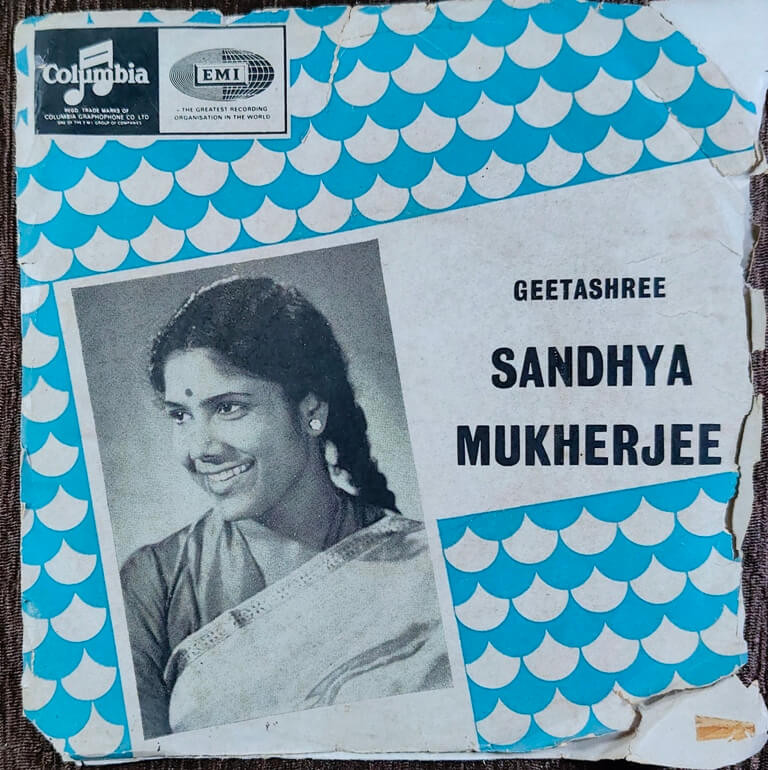 Columbia
REGD. TRADE MARKS OF
COLUMBIA GRAPHOPHONE CO LTD
ONE OF THE E M I GROUP OF COMPANIES
EMI
- THE GREATEST RECORDING
ORGANISATION IN THE WORLD
GEETASHREE
SANDHYA
MUKHERJEE